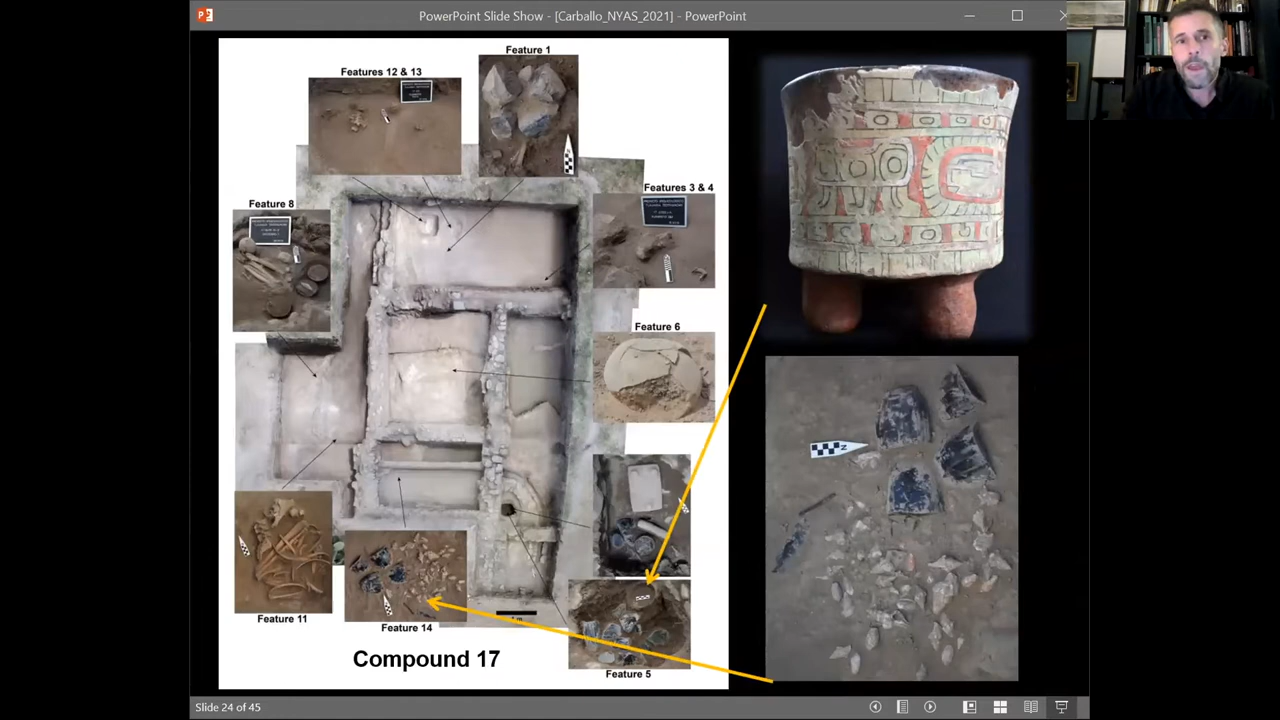 PowerPoint Slide Show - [Carballo_NYAS_2021] - PowerPoint
Feature 1
Features 12 & 13
Features 3 & 4
Feature 8
Feature 6
Feature 11
Feature 14
Feature 5
Compound 17
Slide 24 of 45